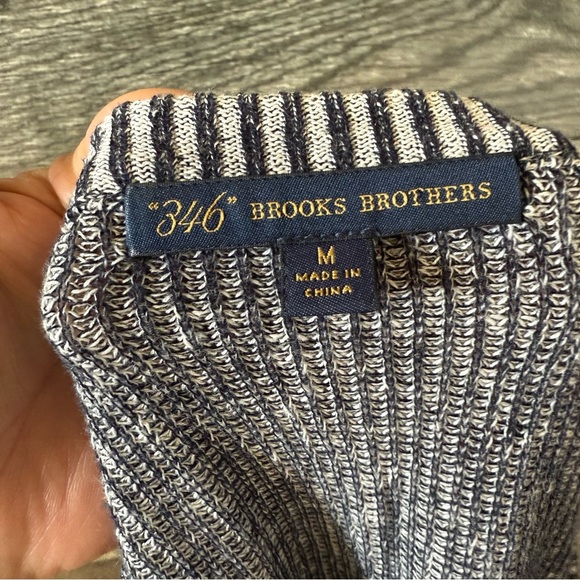 "346" BROOKS BROTHERS
M
MADE IN
CHINA